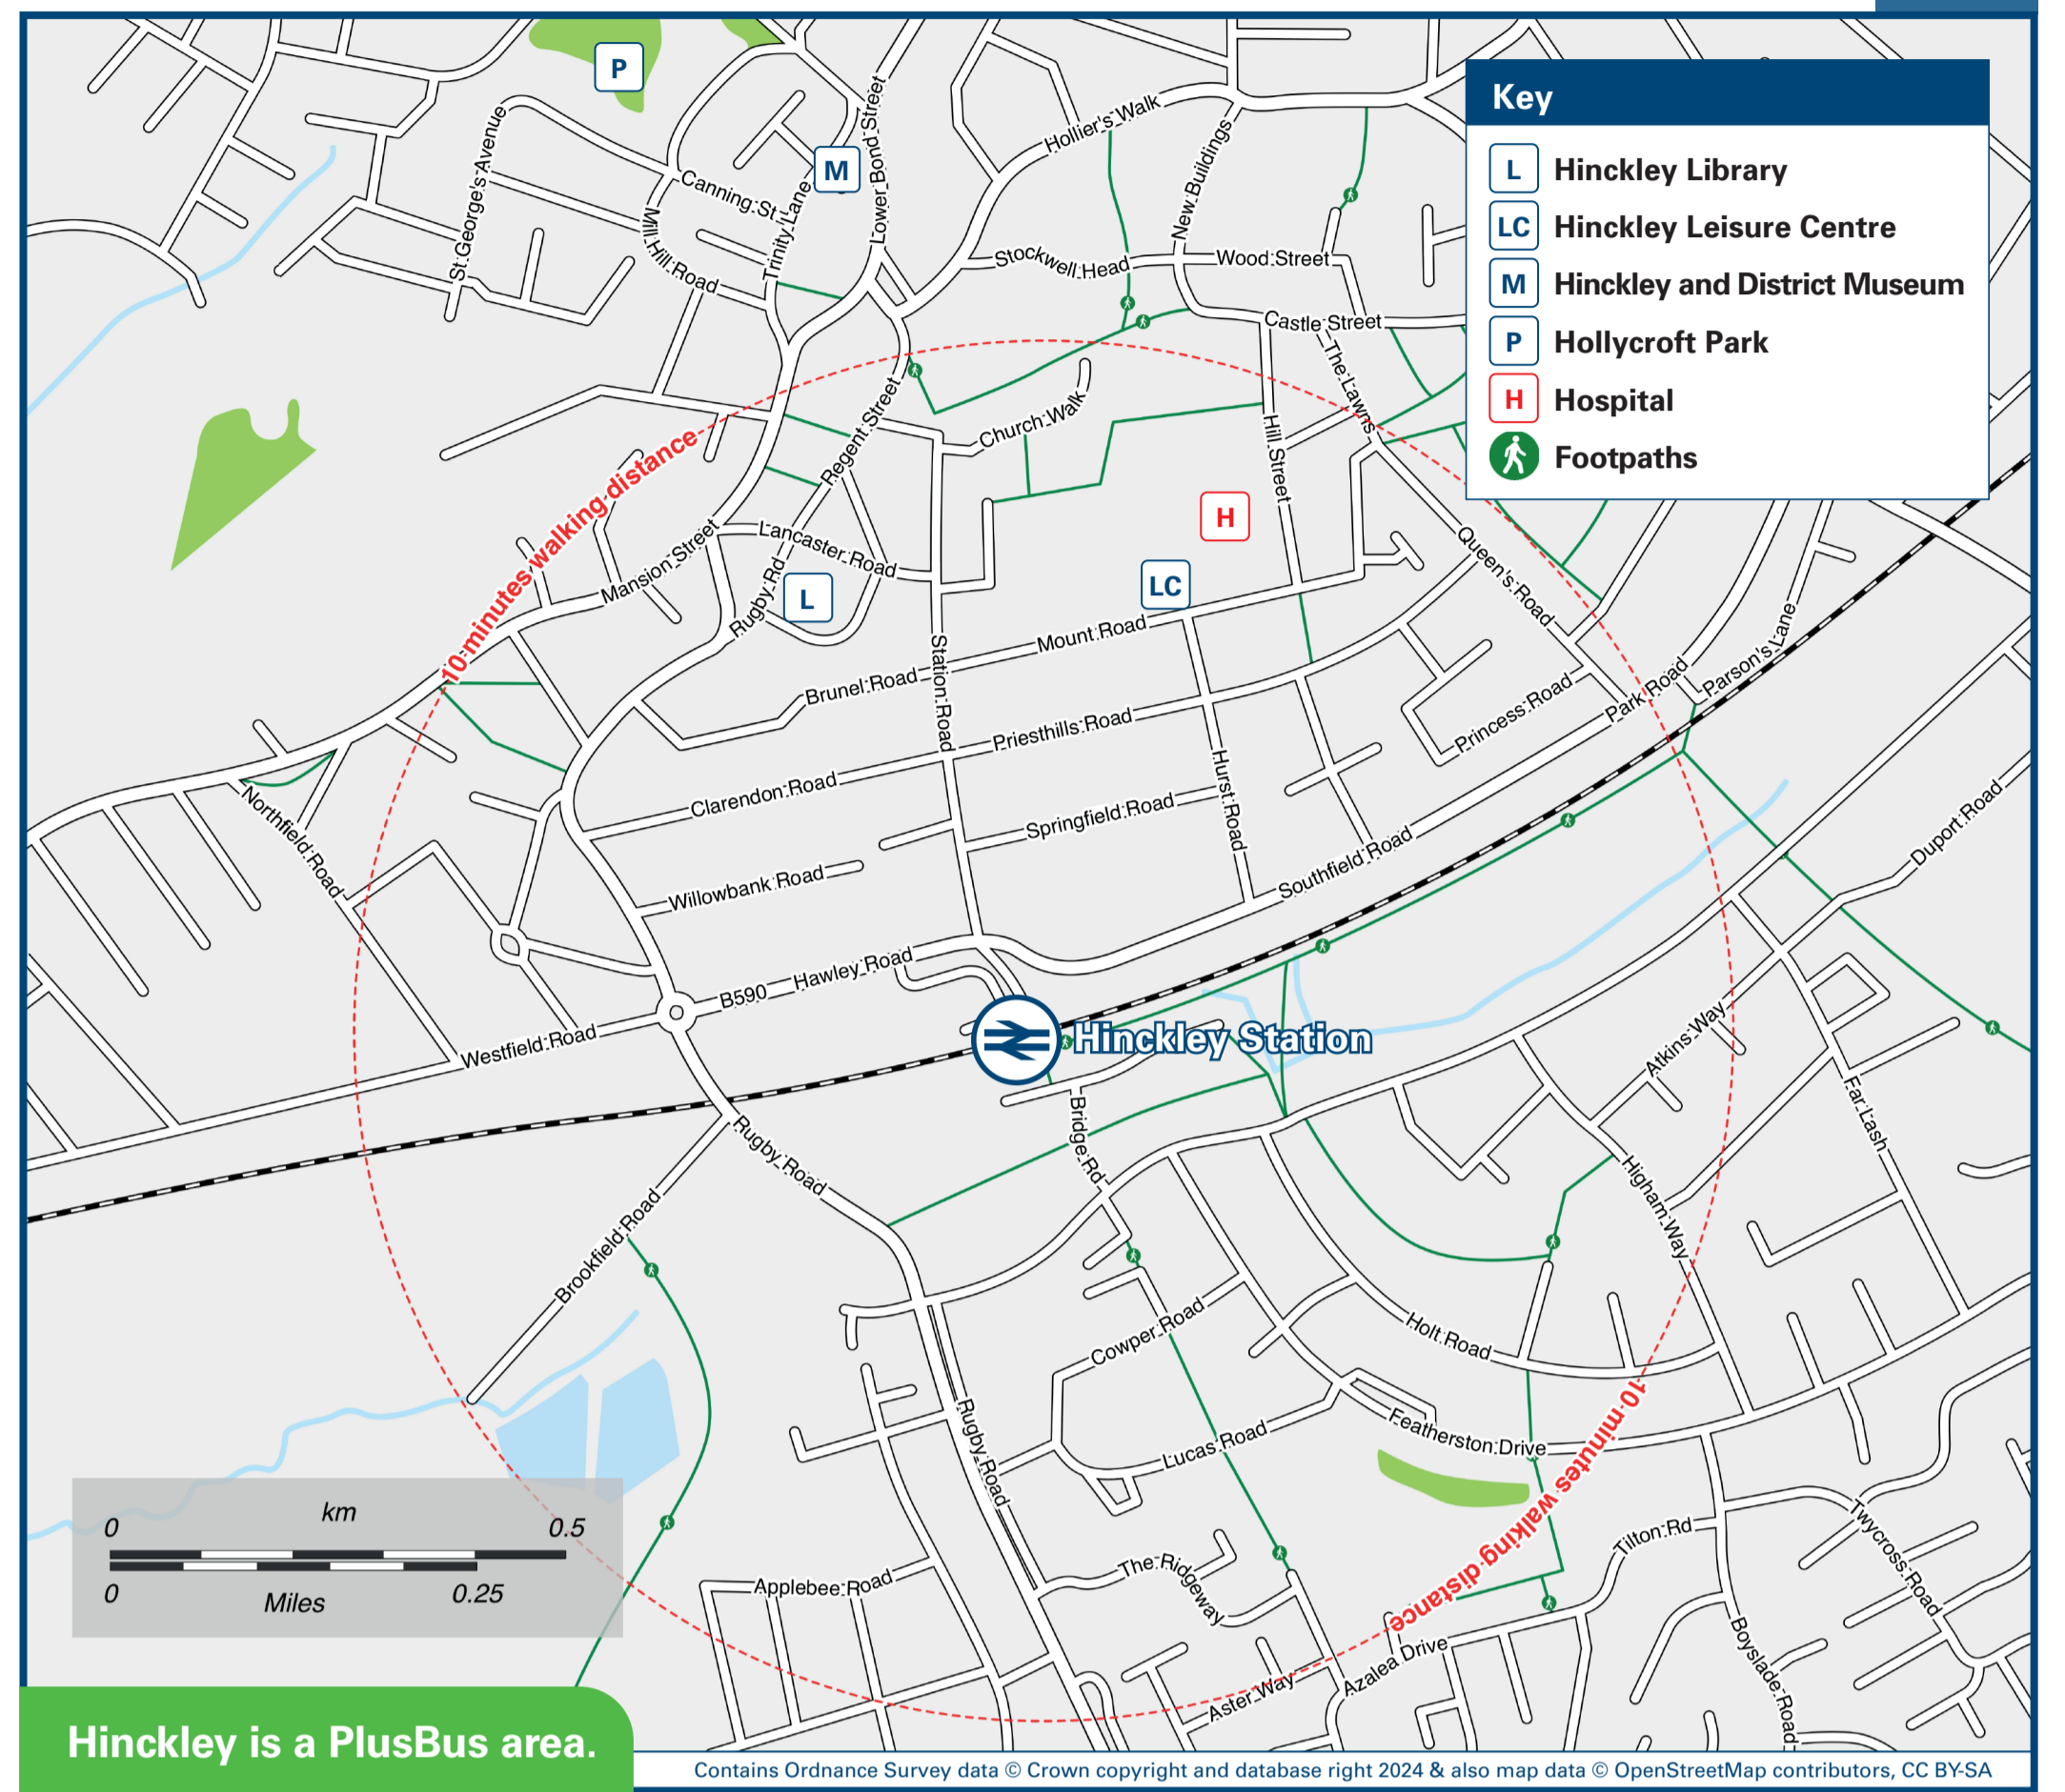 Key
L Hinckley Library
LC Hinckley Leisure Centre
M Hinckley and District Museum
P Hollycroft Park
H Hospital
Footpaths
P
M
L
LC
H
St George's Avenue
Canning St
Mill Hill Road
Trinity Lane
Lower Bond Street
Hollier's Walk
New Buildings
Stockwell Head
Wood Street
Castle Street
The Lawns
Hill Street
Church Walk
Regent Street
10 minutes walking distance
Mansion Street
Lancaster Road
Rugby Rd
Queen's Road
Mount Road
Brunel Road
Station Road
Priesthills Road
Princess Road
Park Road
Parson's Lane
Clarendon Road
Springfield Road
Hurst Road
Northfield Road
Willowbank Road
Southfield Road
Duport Road
B590
Hawley Road
Westfield Road
Hinckley Station
Atkins Way
Far Lash
Bridge Rd
Rugby Road
Higham Way
Brookfield Road
Cowper Road
Holt Road
Rugby Road
Lucas Road
Featherston Drive
10 minutes walking distance
Tilton Rd
Twycross Road
Applebee Road
The Ridgeway
Azalea Drive
Aster Way
Boyslade Road
km
0 0.5
0 0.25
Miles
Hinckley is a PlusBus area.
Contains Ordnance Survey data © Crown copyright and database right 2024 & also map data © OpenStreetMap contributors, CC BY-SA